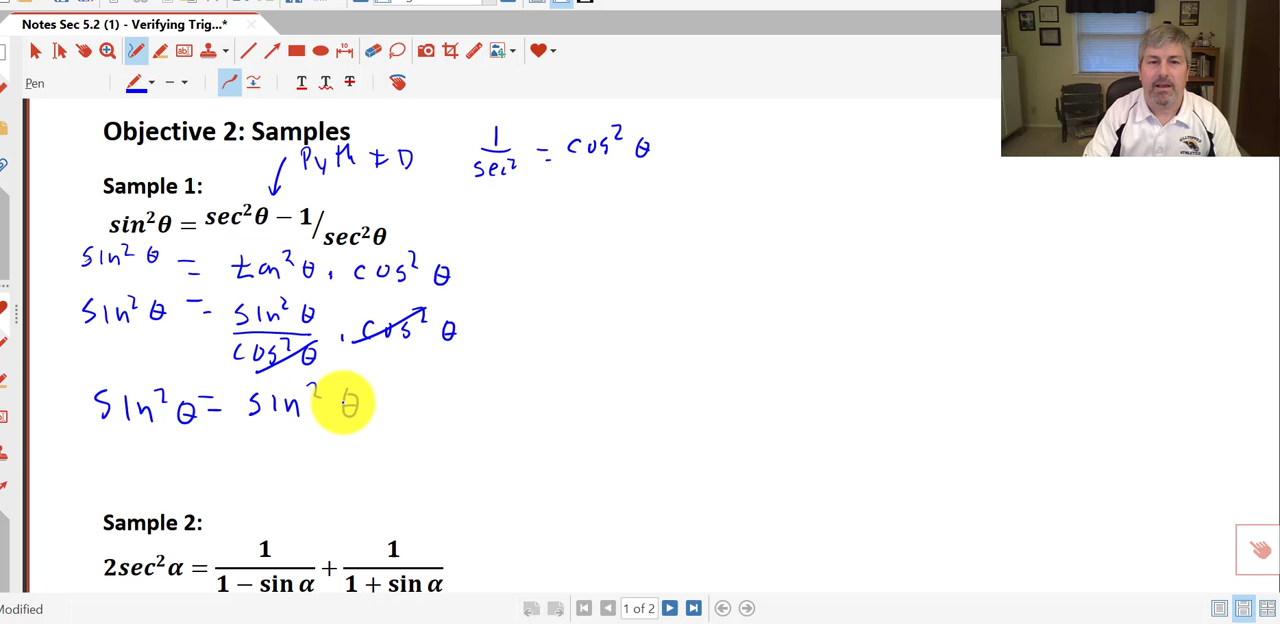 Notes Sec 5.2 (1) - Verifying Trig...*
Pen
Objective 2: Samples
Pyth ≠ D
1/sec² = cos² θ
Sample 1:
sin²θ = sec²θ − 1/sec²θ
sin² θ = tan² θ . cos² θ
sin² θ = sin² θ/cos² θ . cos² θ
sin² θ = sin² θ
Sample 2:
2sec²α = 1/1 − sin α + 1/1 + sin α
Modified
1 of 2